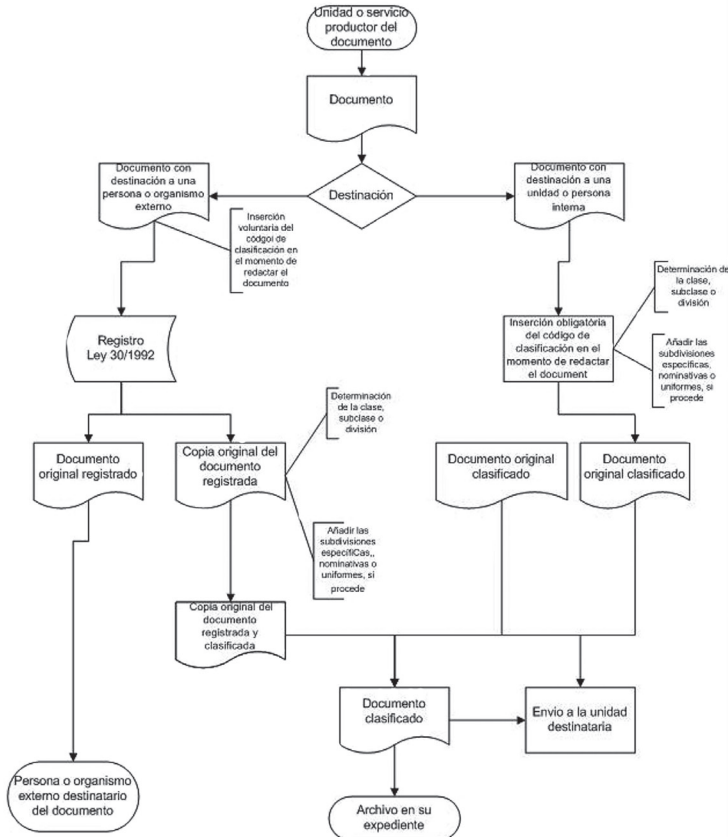 Unidad o servicio
productor del
documento
Documento
Destinación
Documento con
destinación a una
persona o organismo
externo
Documento con
destinación a una
unidad o persona
interna
Inserción
voluntaria del
códgoi de
clasificación en
el momento de
redactar el
documento
Determinación de
la clase,
subclase o
división
Registro
Ley 30/1992
Inserción obligatòria
del código de
clasificación en el
momento de redactar
el document
Añadir las
subdivisiones
específicas,
nominativas o
uniformes, si
procede
Determinación
de la clase,
subclase o
división
Documento
original registrado
Copia original del
documento
registrada
Documento original
clasificado
Documento
original clasificado
Añadir las
subdivisiones
específiCas,,
nominativas o
uniformes, si
procede
Copia original del
documento
registrada y
clasificada
Documento
clasificado
Envio a la unidad
destinataria
Persona o organismo
externo destinatario
del documento
Archivo en su
expediente